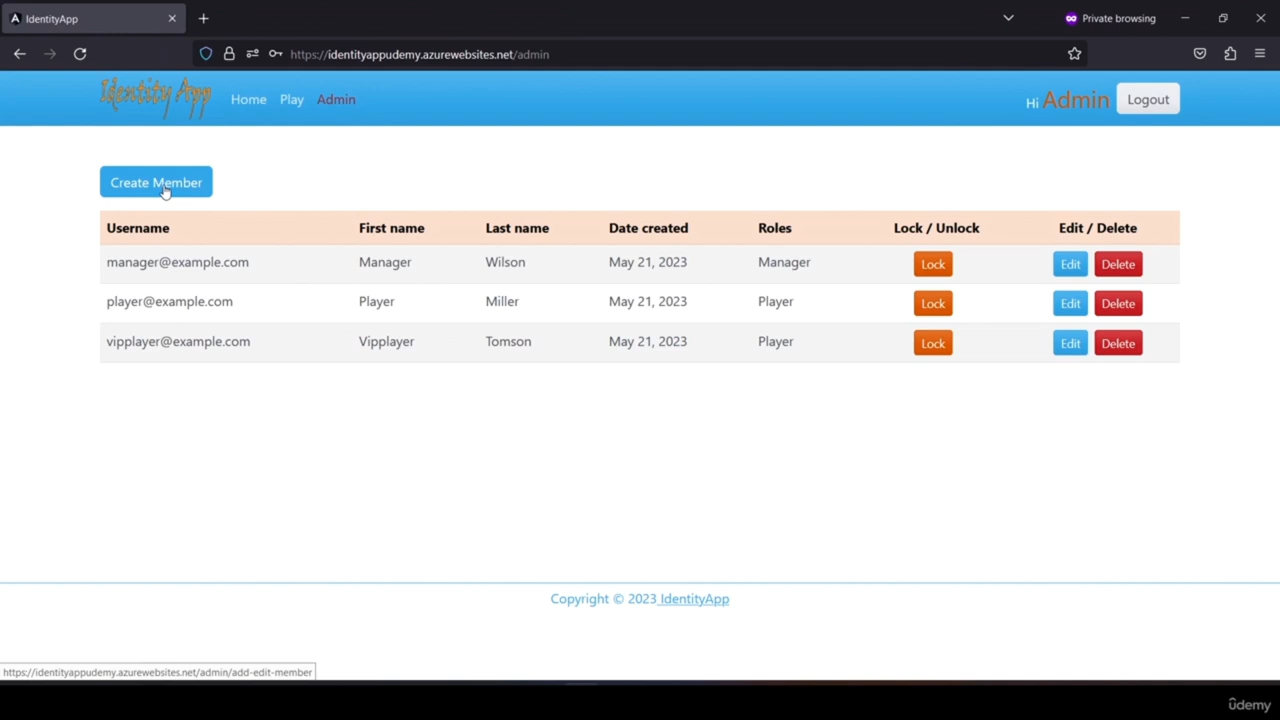 IdentityApp
Private browsing
https://identityappudemy.azurewebsites.net/admin
Identity App Home Play Admin Hi Admin Logout
Create Member
Username First name Last name Date created Roles Lock / Unlock Edit / Delete
manager@example.com Manager Wilson May 21, 2023 Manager Lock Edit Delete
player@example.com Player Miller May 21, 2023 Player Lock Edit Delete
vipplayer@example.com Vipplayer Tomson May 21, 2023 Player Lock Edit Delete
Copyright © 2023 IdentityApp
https://identityappudemy.azurewebsites.net/admin/add-edit-member
ûdemy